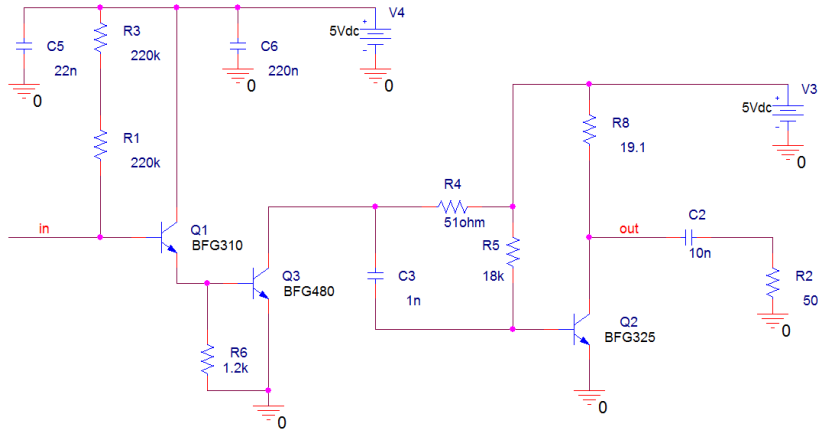 V4
5Vdc
C5
22n
0
R3
220k
C6
220n
0
0
R1
220k
V3
5Vdc
0
R8
19.1
R4
51ohm
in
Q1
BFG310
R5
18k
out
C2
10n
Q3
BFG480
C3
1n
R2
50
0
Q2
BFG325
R6
1.2k
0
0